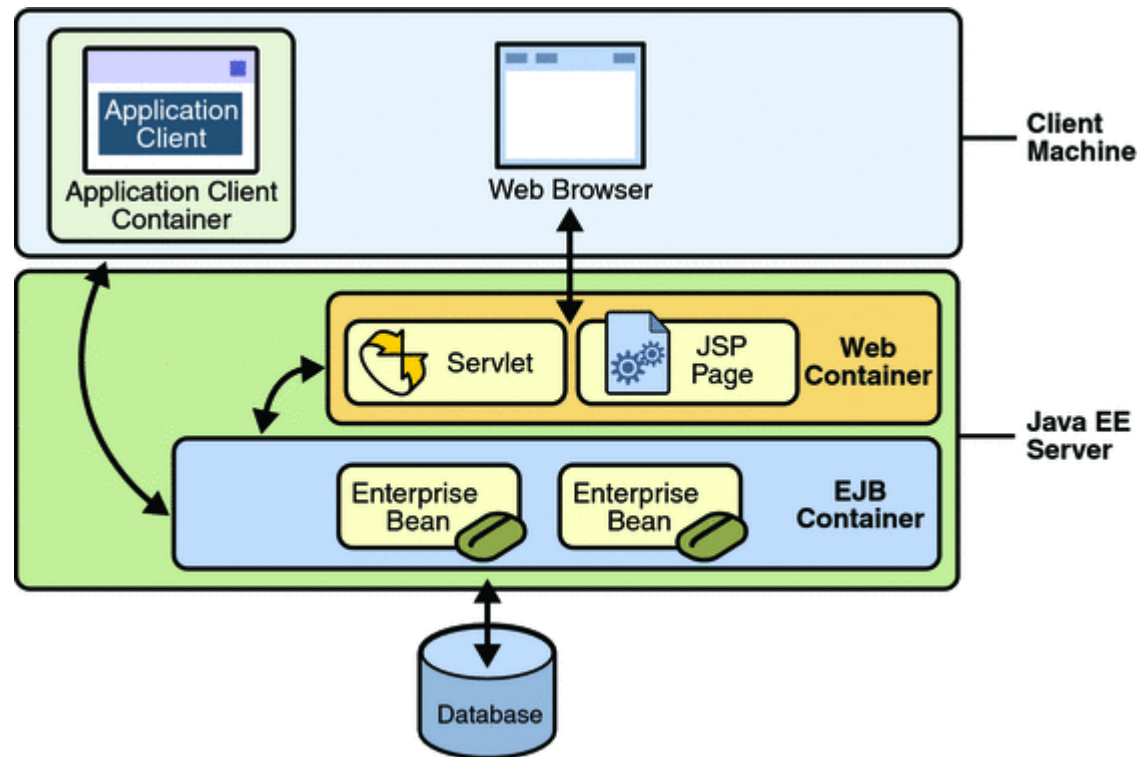 Application
Client
Application Client
Container
Web Browser
Client
Machine
Servlet
JSP
Page
Web
Container
Java EE
Server
Enterprise
Bean
Enterprise
Bean
EJB
Container
Database